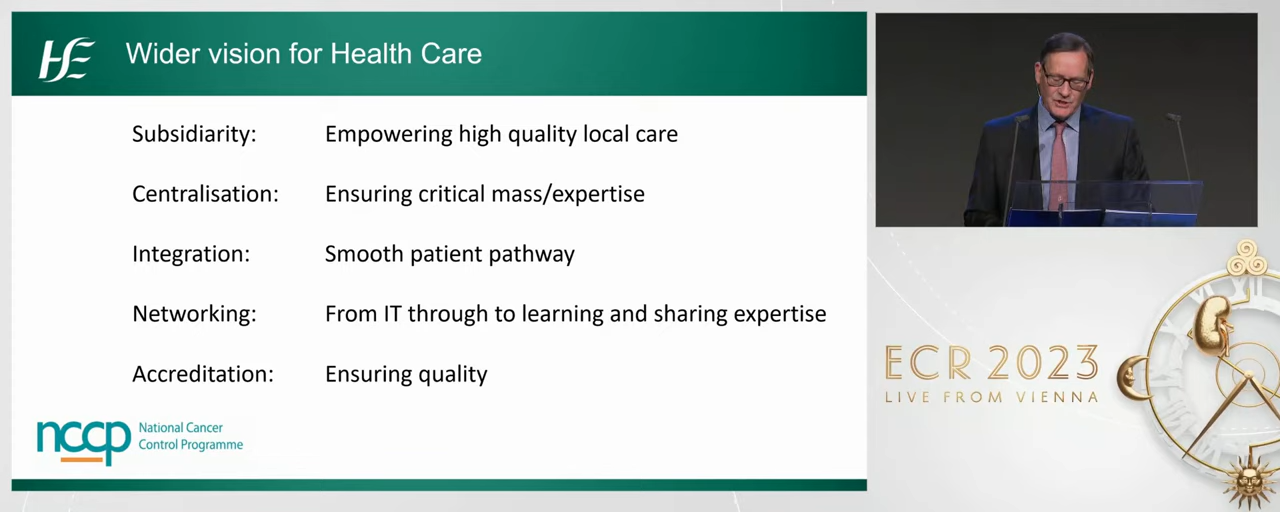 HSE
Wider vision for Health Care
Subsidiarity: Empowering high quality local care
Centralisation: Ensuring critical mass/expertise
Integration: Smooth patient pathway
Networking: From IT through to learning and sharing expertise
Accreditation: Ensuring quality
nccp National Cancer
Control Programme
ECR 2023
LIVE FROM VIENNA